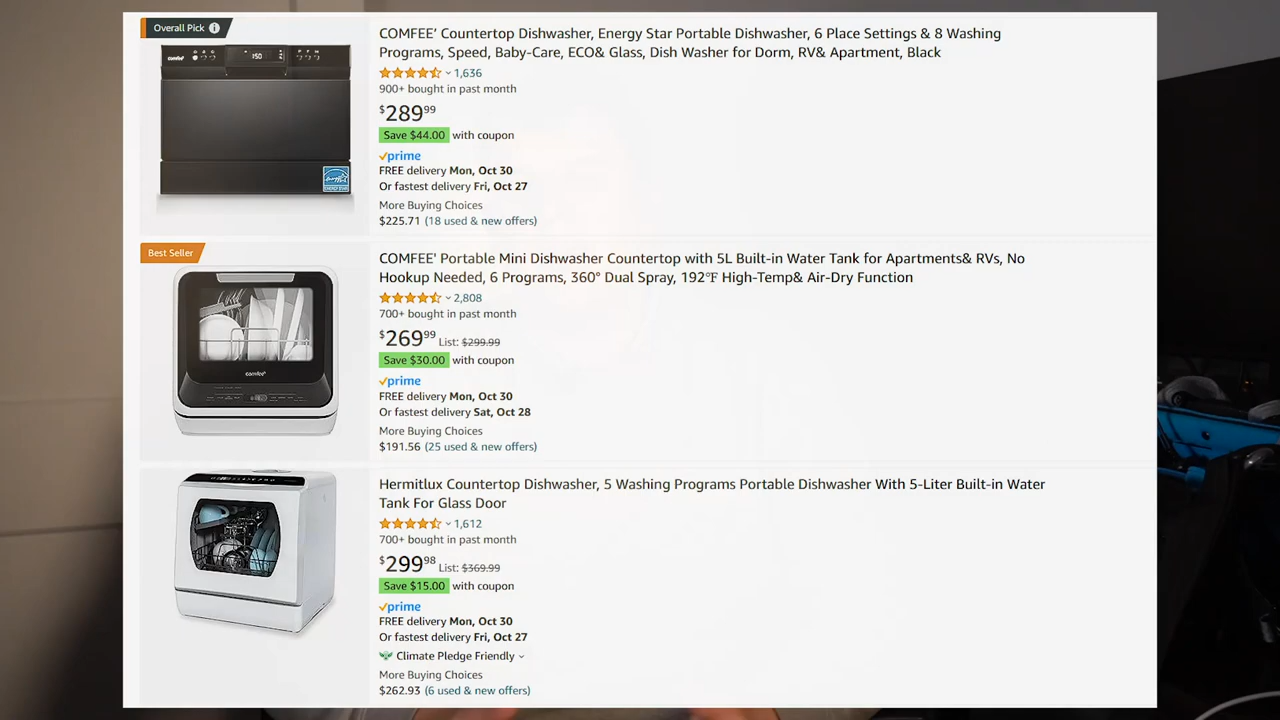 Overall Pick
COMFEE’ Countertop Dishwasher, Energy Star Portable Dishwasher, 6 Place Settings & 8 Washing
Programs, Speed, Baby-Care, ECO& Glass, Dish Washer for Dorm, RV& Apartment, Black
1,636
900+ bought in past month
$289.99
Save $44.00 with coupon
prime
FREE delivery Mon, Oct 30
Or fastest delivery Fri, Oct 27
More Buying Choices
$225.71 (18 used & new offers)
comfee'
150
ENERGY STAR
Best Seller
COMFEE' Portable Mini Dishwasher Countertop with 5L Built-in Water Tank for Apartments& RVs, No
Hookup Needed, 6 Programs, 360° Dual Spray, 192℉ High-Temp& Air-Dry Function
2,808
700+ bought in past month
$269.99 List: $299.99
Save $30.00 with coupon
prime
FREE delivery Mon, Oct 30
Or fastest delivery Sat, Oct 28
More Buying Choices
$191.56 (25 used & new offers)
comfee'
Hermitlux Countertop Dishwasher, 5 Washing Programs Portable Dishwasher With 5-Liter Built-in Water
Tank For Glass Door
1,612
700+ bought in past month
$299.98 List: $369.99
Save $15.00 with coupon
prime
FREE delivery Mon, Oct 30
Or fastest delivery Fri, Oct 27
Climate Pledge Friendly
More Buying Choices
$262.93 (6 used & new offers)